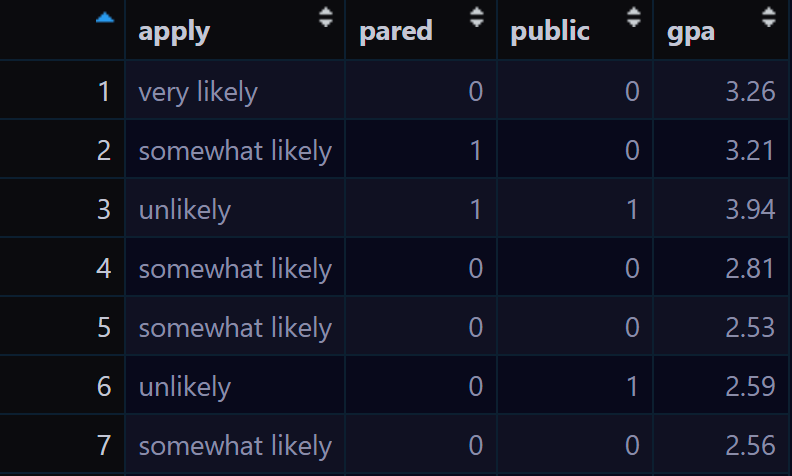 apply pared public gpa
1 very likely 0 0 3.26
2 somewhat likely 1 0 3.21
3 unlikely 1 1 3.94
4 somewhat likely 0 0 2.81
5 somewhat likely 0 0 2.53
6 unlikely 0 1 2.59
7 somewhat likely 0 0 2.56